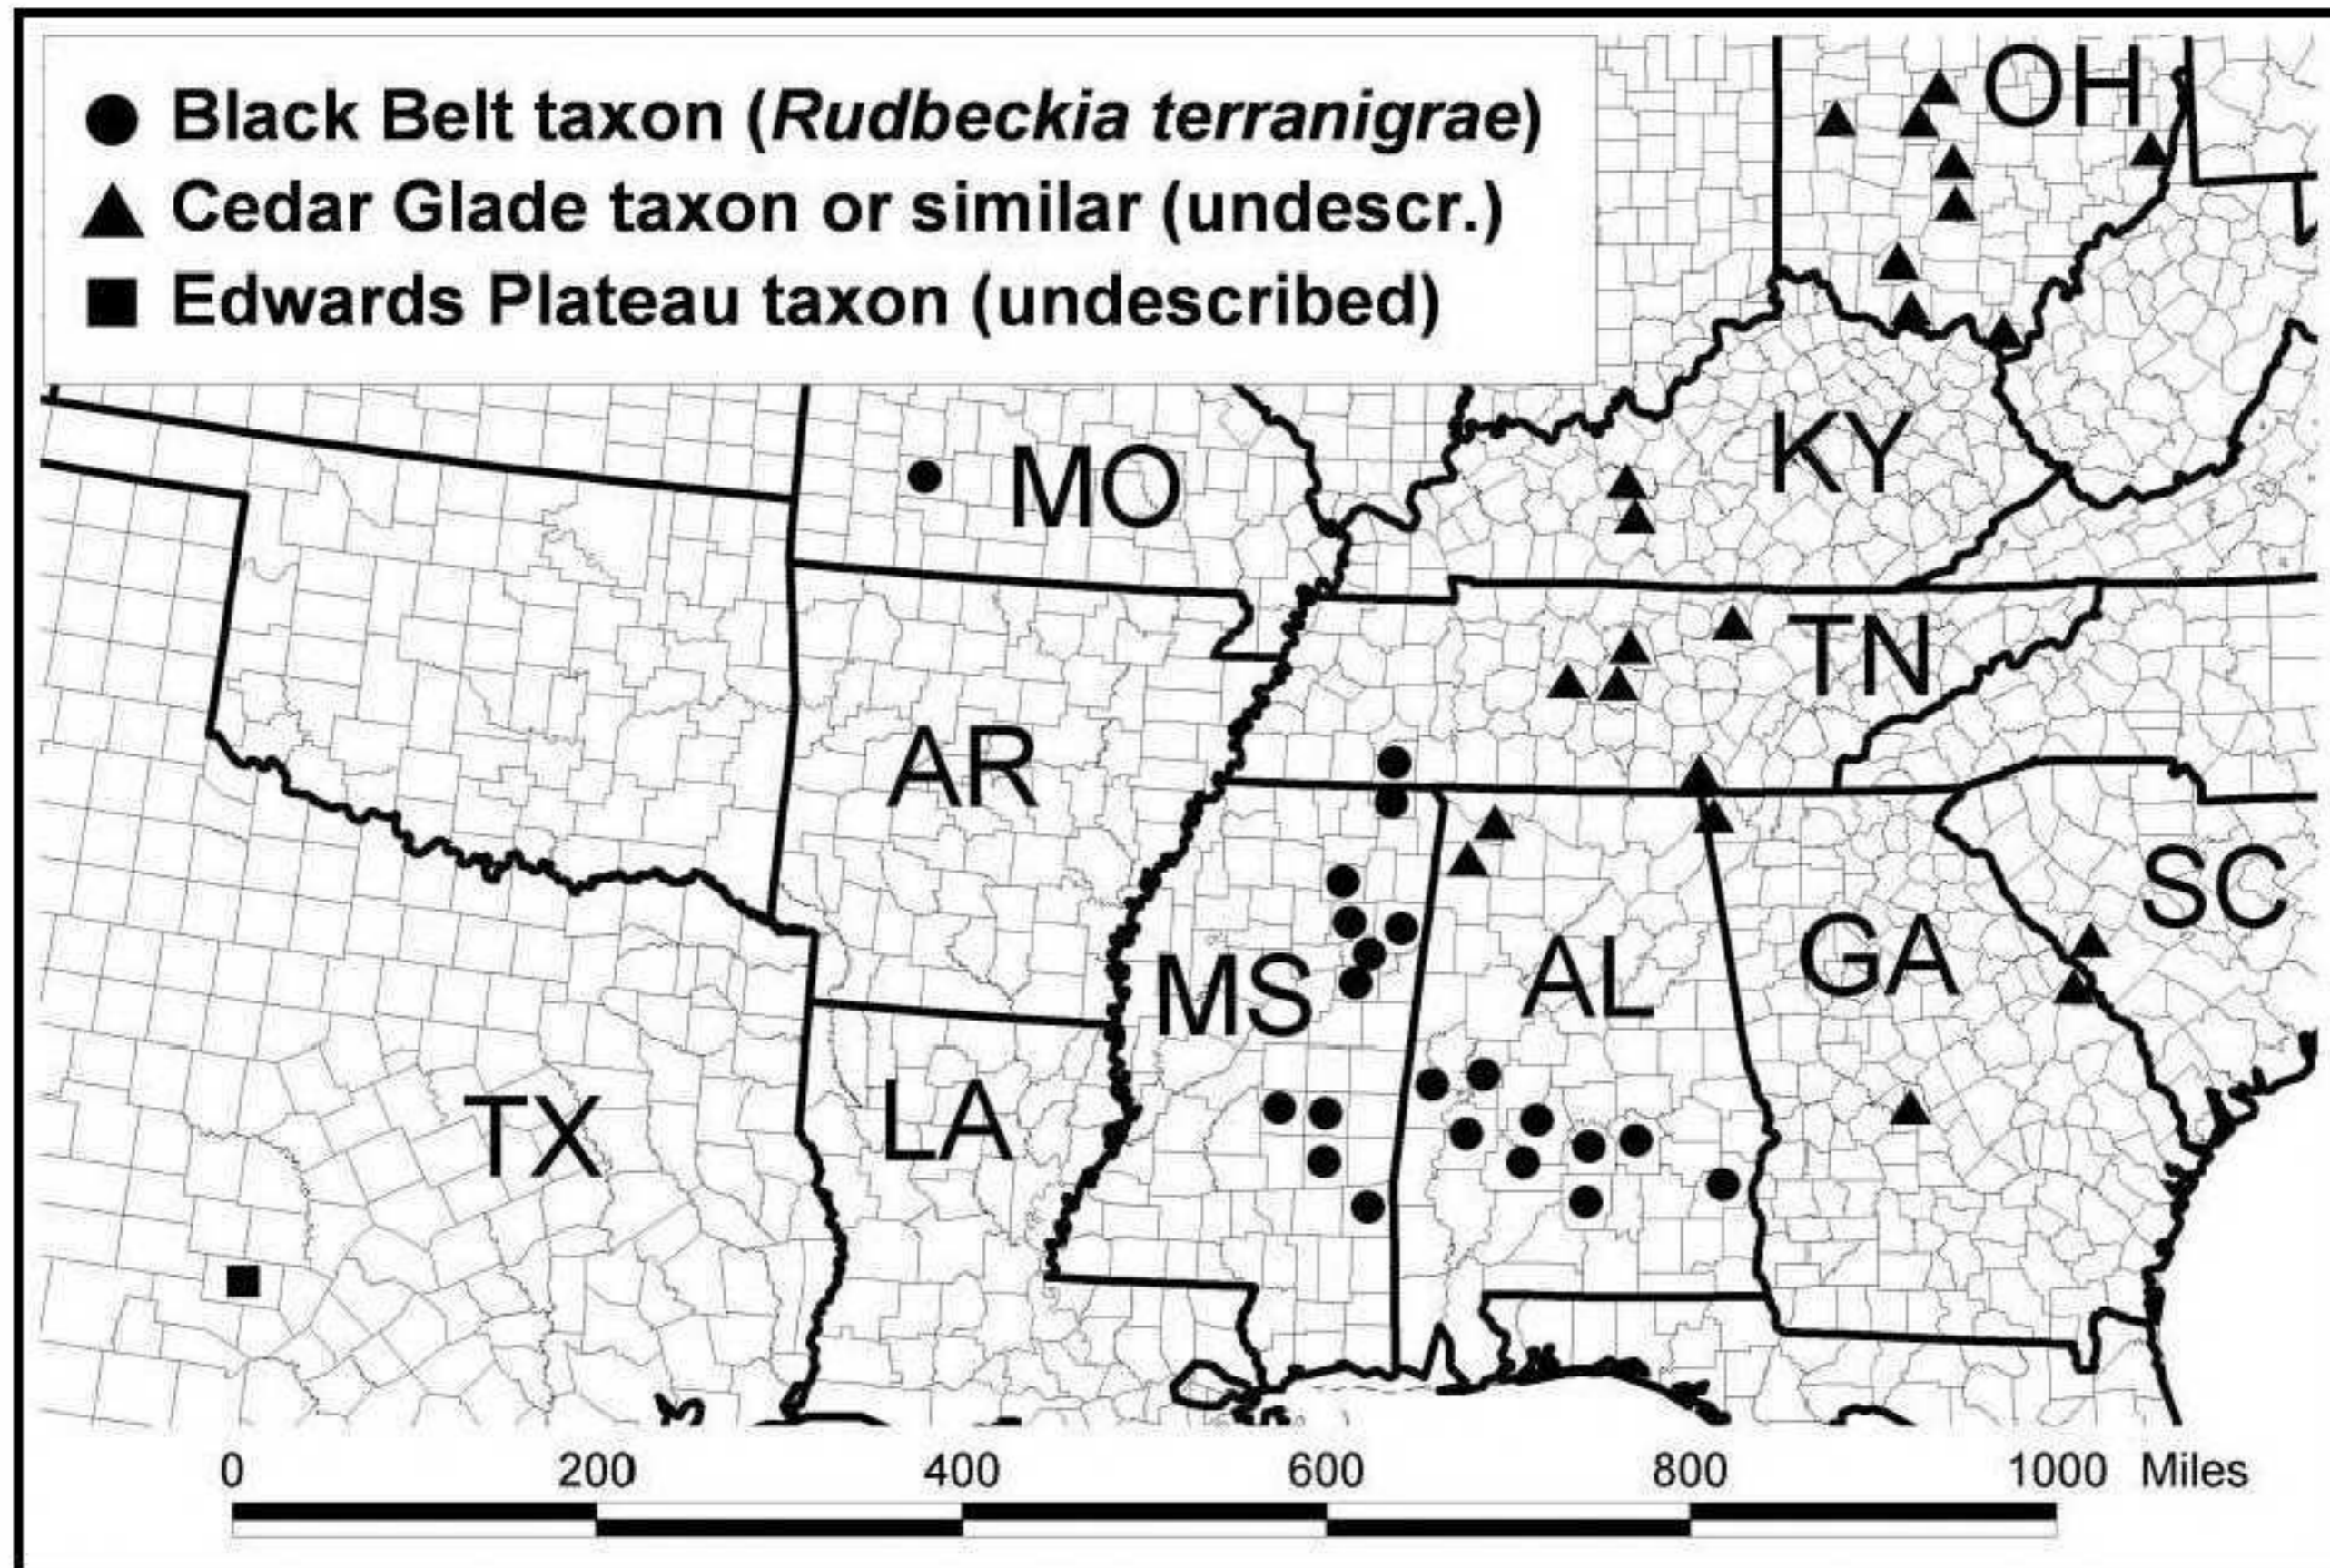 Black Belt taxon (Rudbeckia terranigrae)
Cedar Glade taxon or similar (undescr.)
Edwards Plateau taxon (undescribed)
OH
KY
MO
TN
AR
SC
GA
MS
AL
TX
LA
0 200 400 600 800 1000 Miles